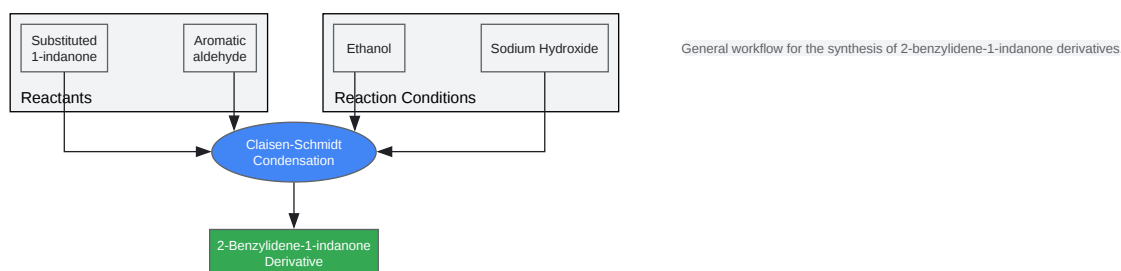 Substituted
1-indanone
Aromatic
aldehyde
Reactants
Ethanol
Sodium Hydroxide
Reaction Conditions
General workflow for the synthesis of 2-benzylidene-1-indanone derivatives.
Claisen-Schmidt
Condensation
2-Benzylidene-1-indanone
Derivative